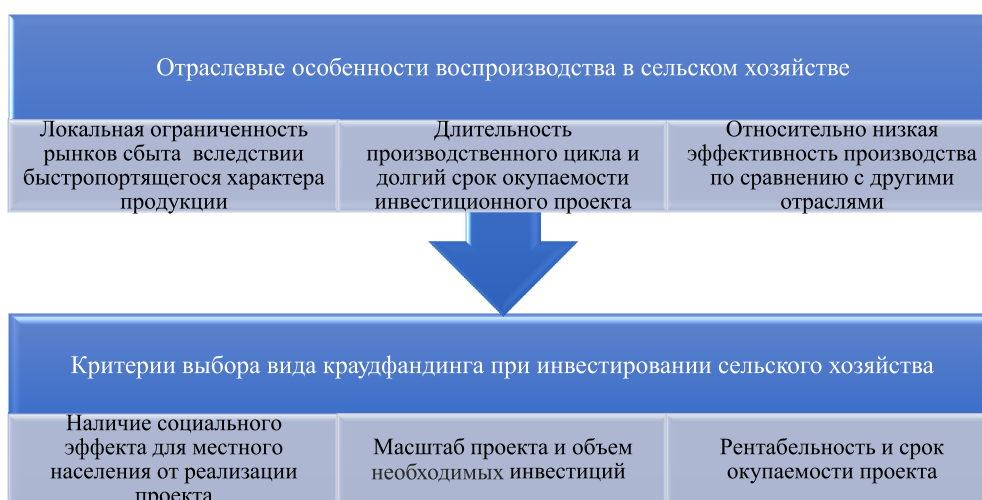 Отраслевые особенности воспроизводства в сельском хозяйстве
Локальная ограниченность
рынков сбыта вследствии
быстропортящегося характера
продукции
Длительность
производственного цикла и
долгий срок окупаемости
инвестиционного проекта
Относительно низкая
эффективность производства
по сравнению с другими
отраслями
Критерии выбора вида краудфандинга при инвестировании сельского хозяйства
Наличие социального
эффекта для местного
населения от реализации
проекта
Масштаб проекта и объем
необходимых инвестиций
Рентабельность и срок
окупаемости проекта